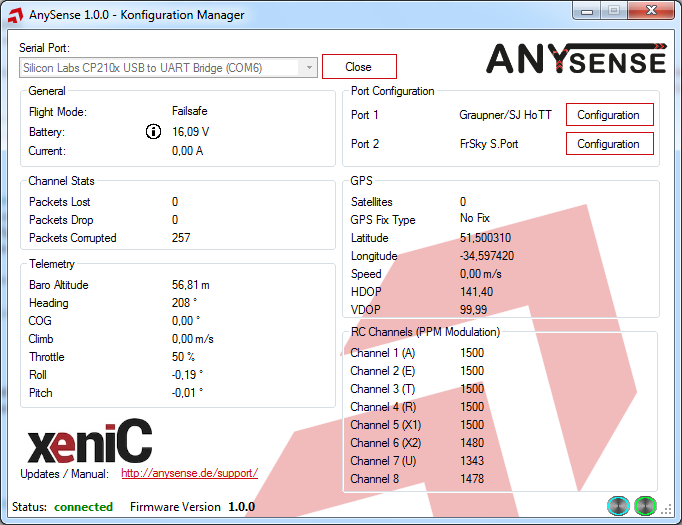 AnySense 1.0.0 - Konfiguration Manager
Serial Port:
Silicon Labs CP210x USB to UART Bridge (COM6)
Close
ANYSENSE
General
Flight Mode: Failsafe
Battery: 16,09 V
Current: 0,00 A
Port Configuration
Port 1 Graupner/SJ HoTT Configuration
Port 2 FrSky S.Port Configuration
Channel Stats
Packets Lost 0
Packets Drop 0
Packets Corrupted 257
GPS
Satellites 0
GPS Fix Type No Fix
Latitude 51,500310
Longitude -34,597420
Speed 0,00 m/s
HDOP 141,40
VDOP 99,99
Telemetry
Baro Altitude 56,81 m
Heading 208 °
COG 0,00 °
Climb 0,00 m/s
Throttle 50 %
Roll -0,19 °
Pitch -0,01 °
RC Channels (PPM Modulation)
Channel 1 (A) 1500
Channel 2 (E) 1500
Channel 3 (T) 1500
Channel 4 (R) 1500
Channel 5 (X1) 1500
Channel 6 (X2) 1480
Channel 7 (U) 1343
Channel 8 1478
xeniC
Updates / Manual: http://anysense.de/support/
Status: connected Firmware Version 1.0.0